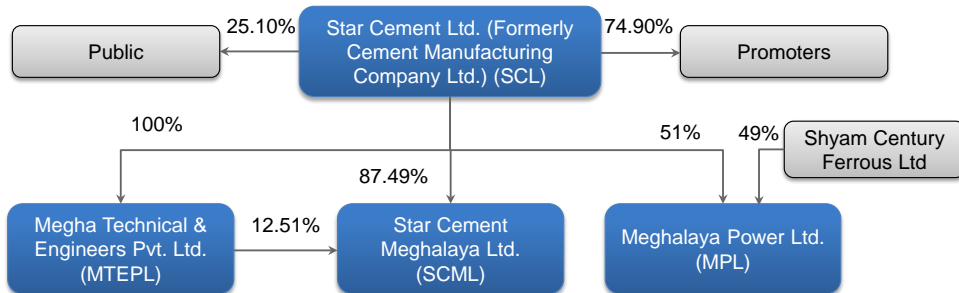 25.10%
Star Cement Ltd. (Formerly
Cement Manufacturing
Company Ltd.) (SCL)
74.90%
Public
Promoters
100%
51%
49%
Shyam Century
Ferrous Ltd
87.49%
Megha Technical &
Engineers Pvt. Ltd.
(MTEPL)
12.51%
Star Cement
Meghalaya Ltd.
(SCML)
Meghalaya Power Ltd.
(MPL)